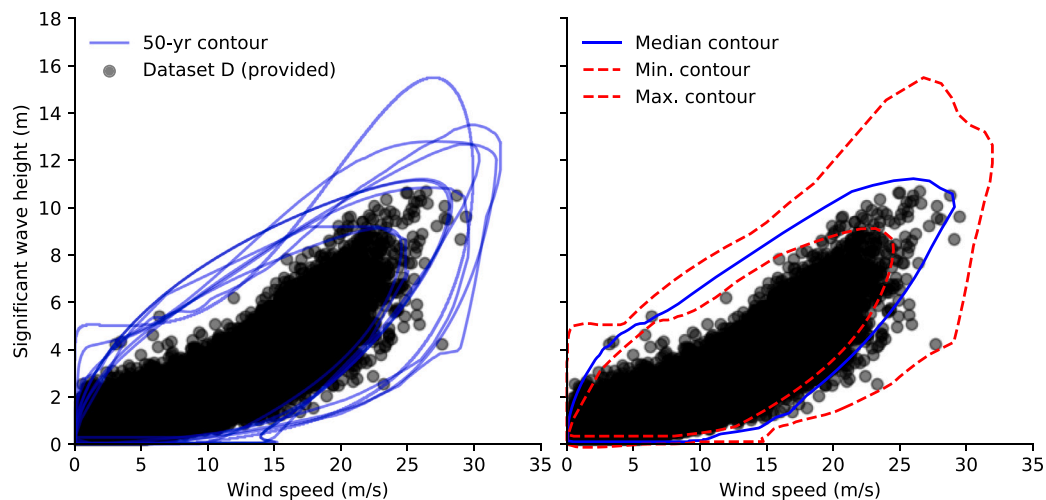 18
16
14
12
10
8
6
4
2
0
Significant wave height (m)
50-yr contour
Dataset D (provided)
0 5 10 15 20 25 30 35
Wind speed (m/s)
Median contour
Min. contour
Max. contour
0 5 10 15 20 25 30 35
Wind speed (m/s)